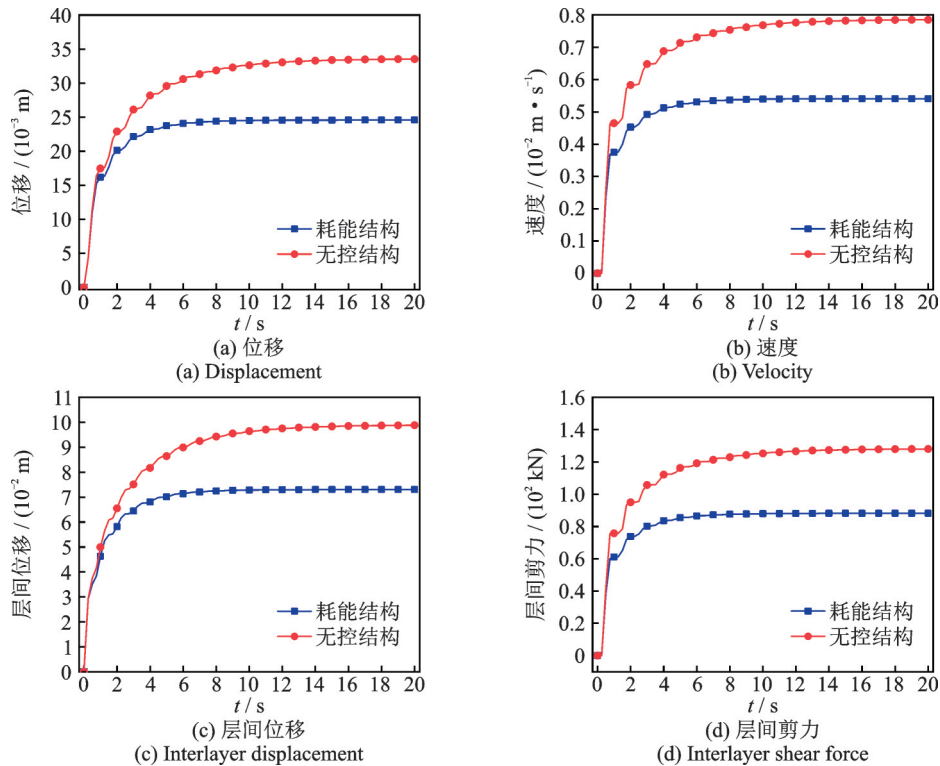 40
35
30
25
20
15
10
5
0
位移 / (10⁻³ m)
耗能结构
无控结构
0 2 4 6 8 10 12 14 16 18 20
t / s
(a) 位移
(a) Displacement
0.8
0.7
0.6
0.5
0.4
0.3
0.2
0.1
0
速度 / (10⁻² m • s⁻¹)
耗能结构
无控结构
0 2 4 6 8 10 12 14 16 18 20
t / s
(b) 速度
(b) Velocity
11
10
9
8
7
6
5
4
3
2
1
0
层间位移 / (10⁻² m)
耗能结构
无控结构
0 2 4 6 8 10 12 14 16 18 20
t / s
(c) 层间位移
(c) Interlayer displacement
1.6
1.4
1.2
1.0
0.8
0.6
0.4
0.2
0
层间剪力 / (10² kN)
耗能结构
无控结构
0 2 4 6 8 10 12 14 16 18 20
t / s
(d) 层间剪力
(d) Interlayer shear force